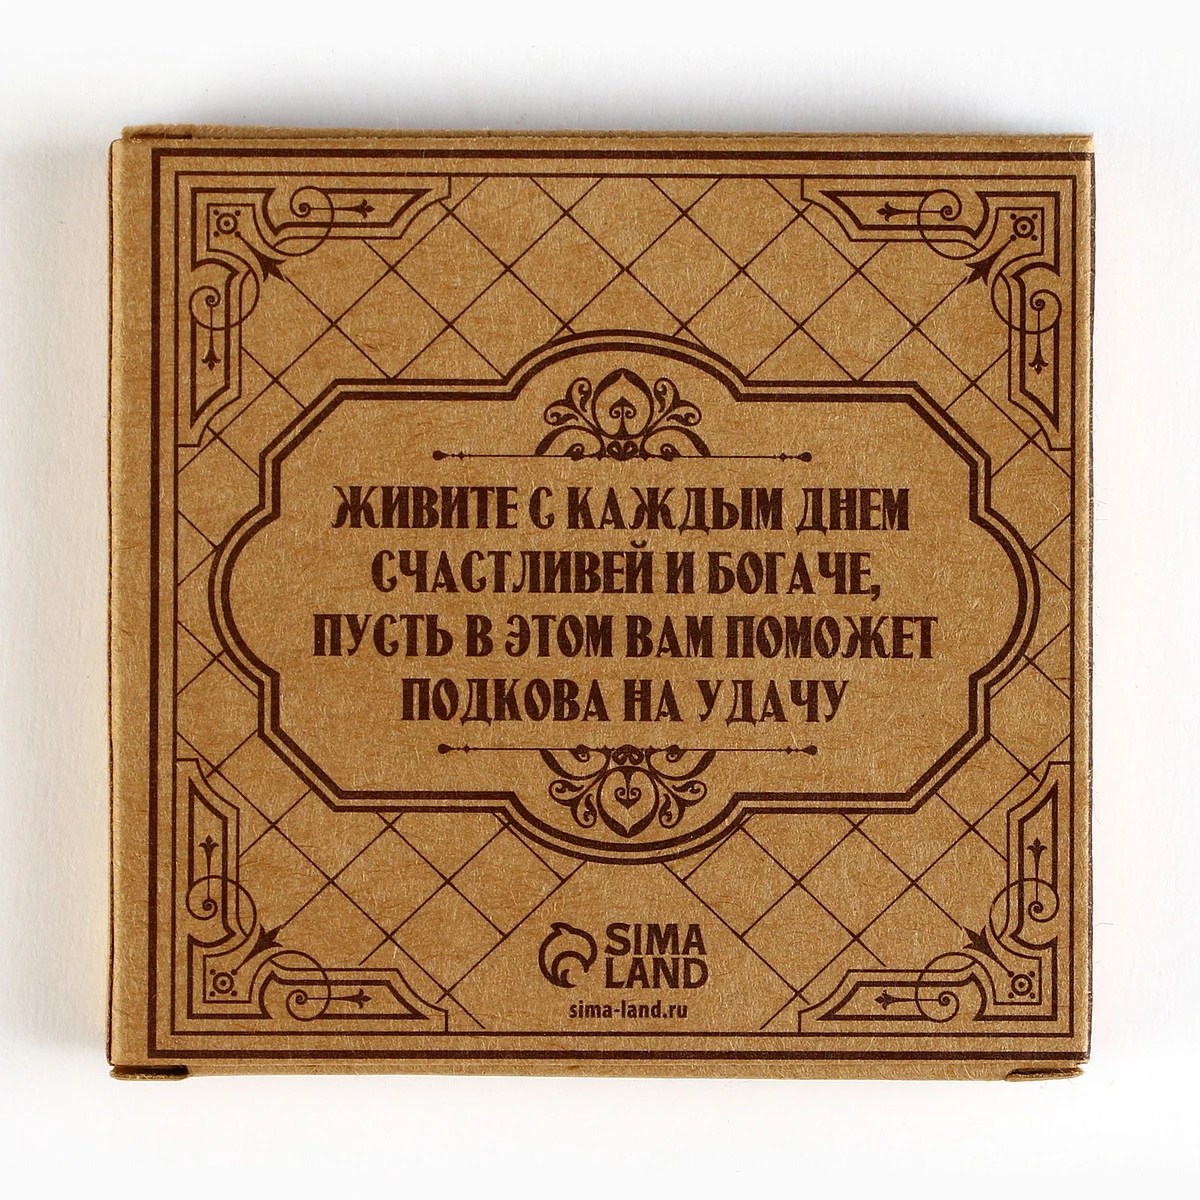 ЖИВИТЕ С КАЖДЫМ ДНЕМ
СЧАСТЛИВЕЙ И БОГАЧЕ,
ПУСТЬ В ЭТОМ ВАМ ПОМОЖЕТ
ПОДКОВА НА УДАЧУ
SIMA
LAND
sima-land.ru